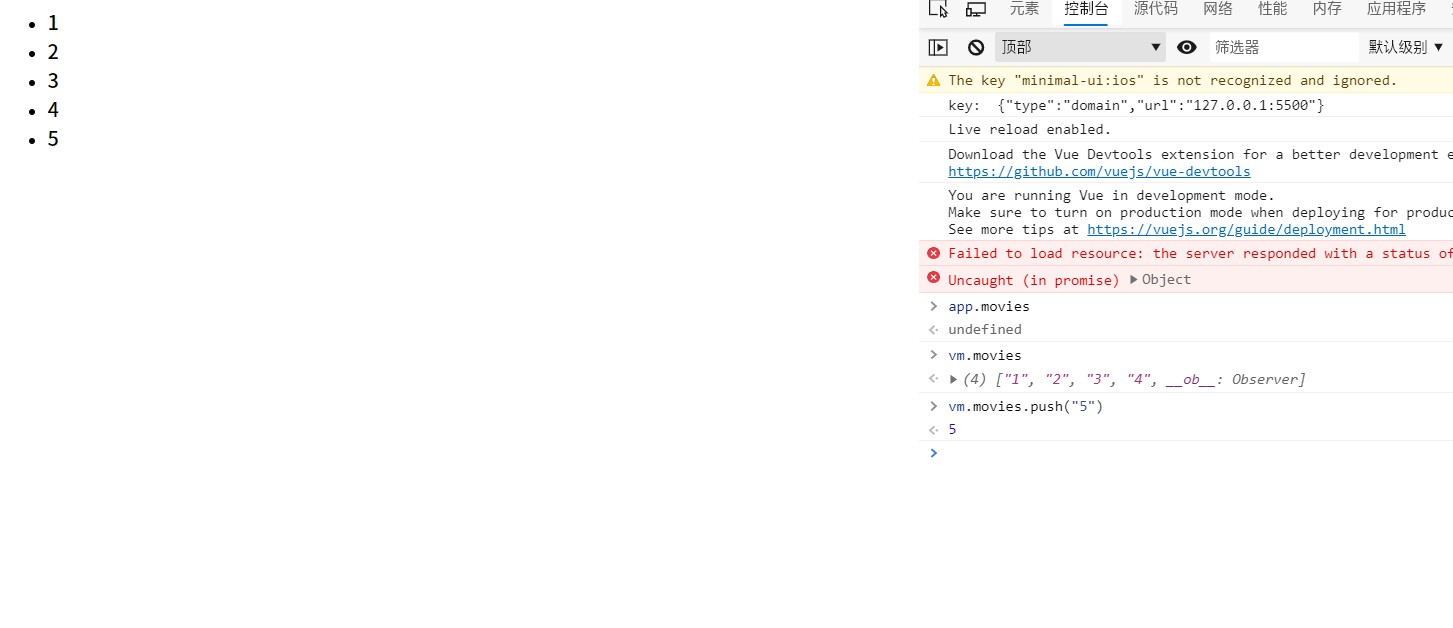 1
2
3
4
5
元素 控制台 源代码 网络 性能 内存 应用程序
顶部 筛选器 默认级别
The key "minimal-ui:ios" is not recognized and ignored.
key:  {"type":"domain","url":"127.0.0.1:5500"}
Live reload enabled.
Download the Vue Devtools extension for a better development e
https://github.com/vuejs/vue-devtools
You are running Vue in development mode.
Make sure to turn on production mode when deploying for produc
See more tips at https://vuejs.org/guide/deployment.html
Failed to load resource: the server responded with a status of
Uncaught (in promise) Object
app.movies
undefined
vm.movies
(4) ["1", "2", "3", "4", __ob__: Observer]
vm.movies.push("5")
5